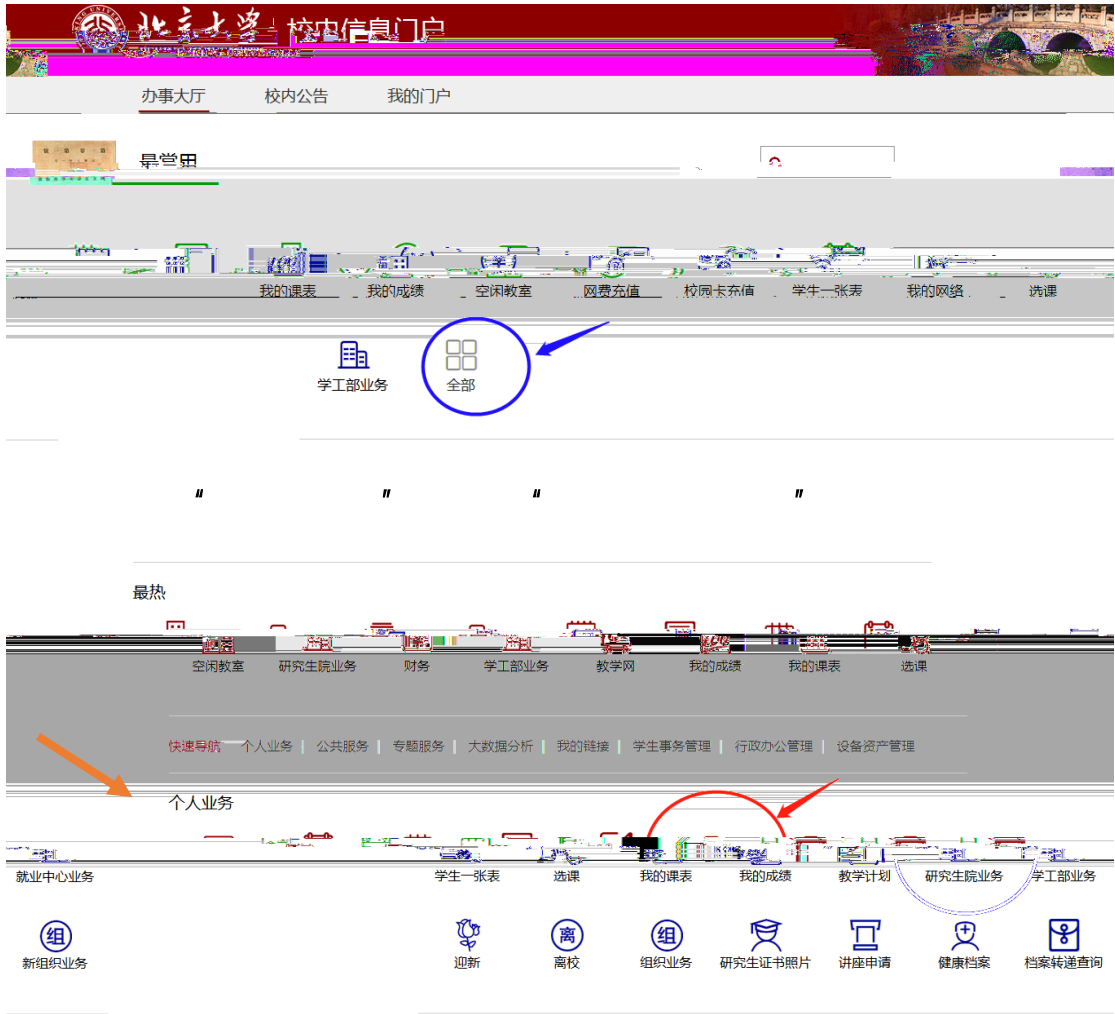 北京大学 校内信息门户
办事大厅 校内公告 我的门户
最常用
我的课表 我的成绩 空闲教室 网费充值 校园卡充值 学生一张表 我的网络 选课
学工部业务 全部
“ ” “ ”
最热
空闲教室 研究生院业务 财务 学工部业务 教学网 我的成绩 我的课表 选课
快速导航 个人业务 | 公共服务 | 专题服务 | 大数据分析 | 我的链接 | 学生事务管理 | 行政办公管理 | 设备资产管理
个人业务
就业中心业务 学生一张表 选课 我的课表 我的成绩 教学计划 研究生院业务 学工部业务
组 离 组
新组织业务 迎新 离校 组织业务 研究生证书照片 讲座申请 健康档案 档案转递查询